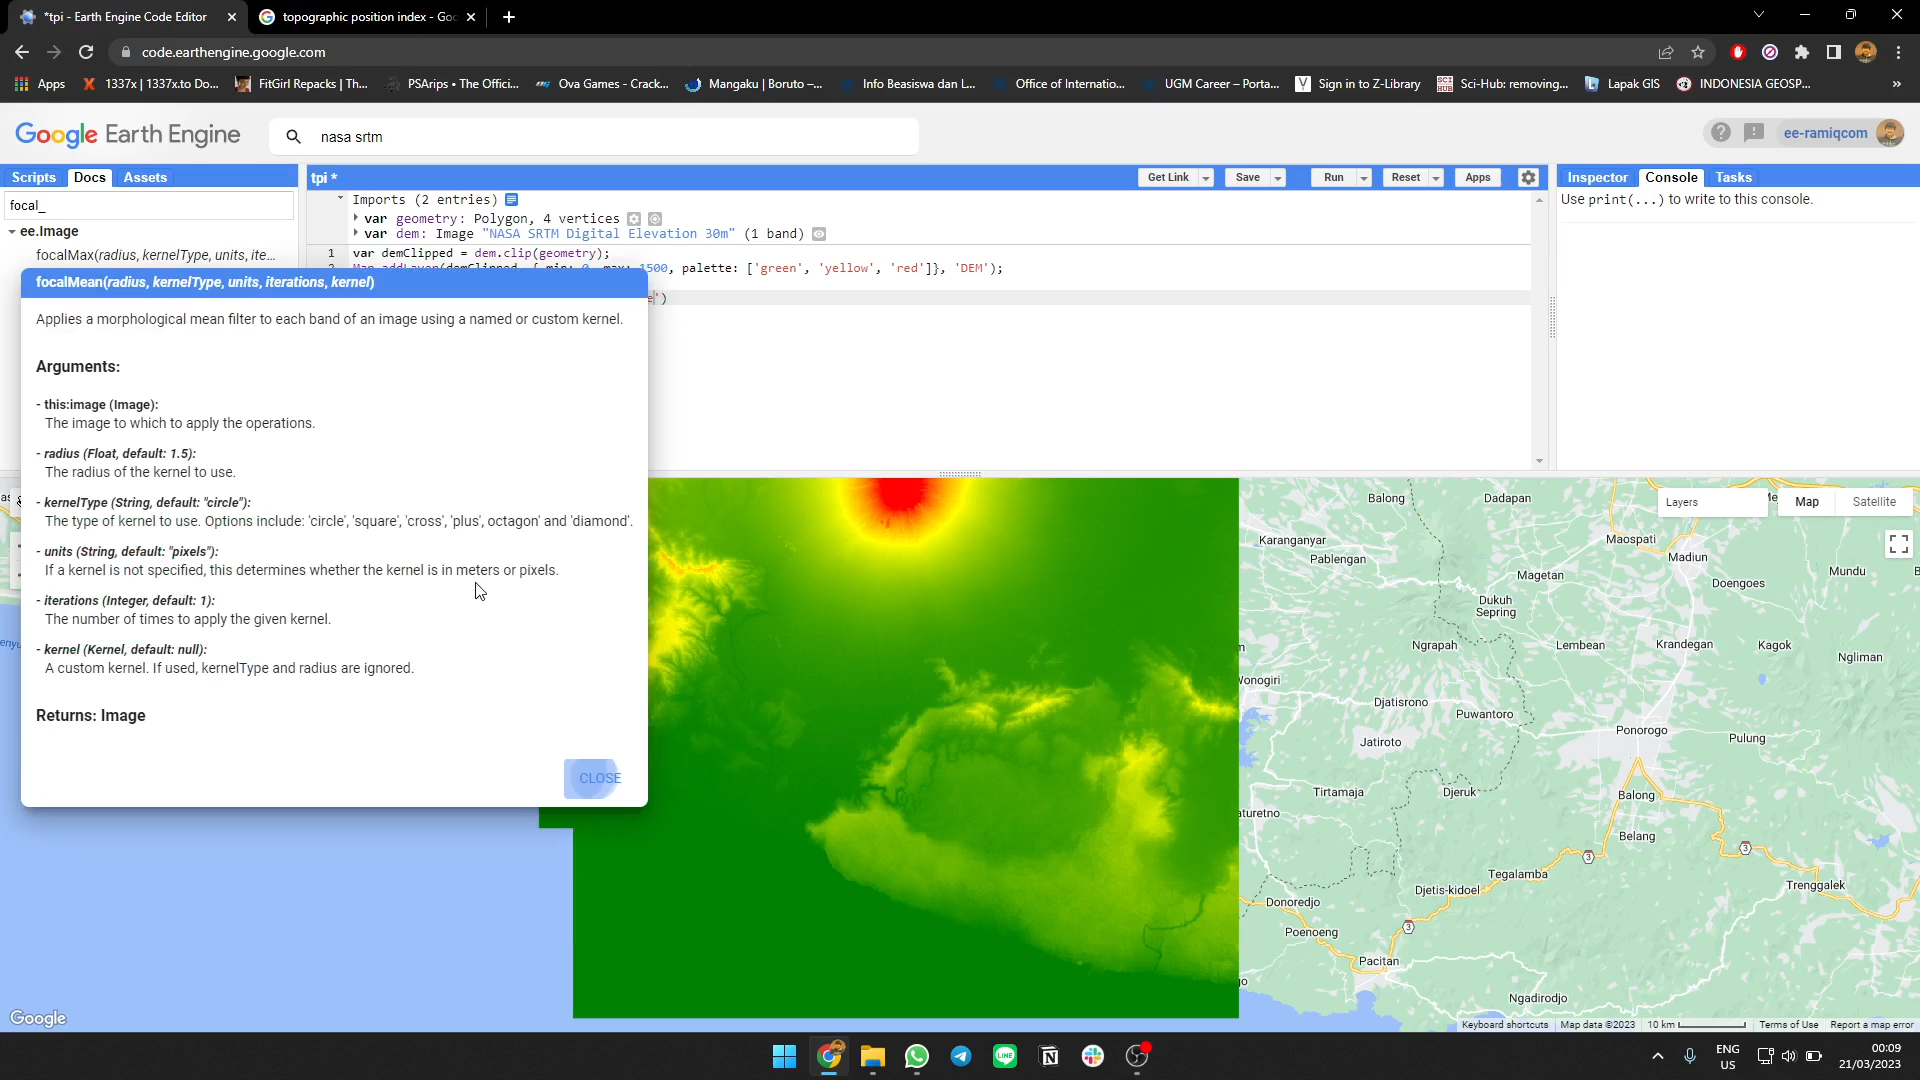 *tpi - Earth Engine Code Editor
topographic position index - Goo
code.earthengine.google.com
Apps
1337x | 1337x.to Do...
FitGirl Repacks | Th...
PSArips • The Offici...
Ova Games - Crack...
Mangaku | Boruto –...
Info Beasiswa dan L...
Office of Internatio...
UGM Career – Porta...
Sign in to Z-Library
SCI HUB
Sci-Hub: removing...
Lapak GIS
INDONESIA GEOSP...
»
Google Earth Engine
nasa srtm
ee-ramiqcom
Scripts Docs Assets
tpi *
Get Link Save Run Reset Apps
Inspector Console Tasks
focal_
Imports (2 entries)
var geometry: Polygon, 4 vertices
var dem: Image "NASA SRTM Digital Elevation 30m" (1 band)
Use print(...) to write to this console.
ee.Image
focalMax(radius, kernelType, units, ite...
1 var demClipped = dem.clip(geometry);
1500, palette: ['green', 'yellow', 'red']}, 'DEM');
e')
focalMean(radius, kernelType, units, iterations, kernel)
Applies a morphological mean filter to each band of an image using a named or custom kernel.
Arguments:
- this:image (Image):
The image to which to apply the operations.
- radius (Float, default: 1.5):
The radius of the kernel to use.
- kernelType (String, default: "circle"):
The type of kernel to use. Options include: 'circle', 'square', 'cross', 'plus', octagon' and 'diamond'.
- units (String, default: "pixels"):
If a kernel is not specified, this determines whether the kernel is in meters or pixels.
- iterations (Integer, default: 1):
The number of times to apply the given kernel.
- kernel (Kernel, default: null):
A custom kernel. If used, kernelType and radius are ignored.
Returns: Image
CLOSE
Layers
Map Satellite
Balong
Dadapan
Karanganyar
Pablengan
Maospati
Madiun
Magetan
Mundu
Doengoes
Dukuh
Sepring
Ngrapah
Lembean
Krandegan
Kagok
Ngliman
Wonogiri
Djatisrono
Puwantoro
Jatiroto
Ponorogo
Pulung
Tirtamaja
Djeruk
Balong
aturetno
Belang
3
3
Tegalamba
Trenggalek
Djetis-kidoel
Donoredjo
3
Poenoeng
Pacitan
Ngadirodjo
Google
Keyboard shortcuts Map data ©2023 10 km Terms of Use Report a map error
ENG
US
00:09
21/03/2023